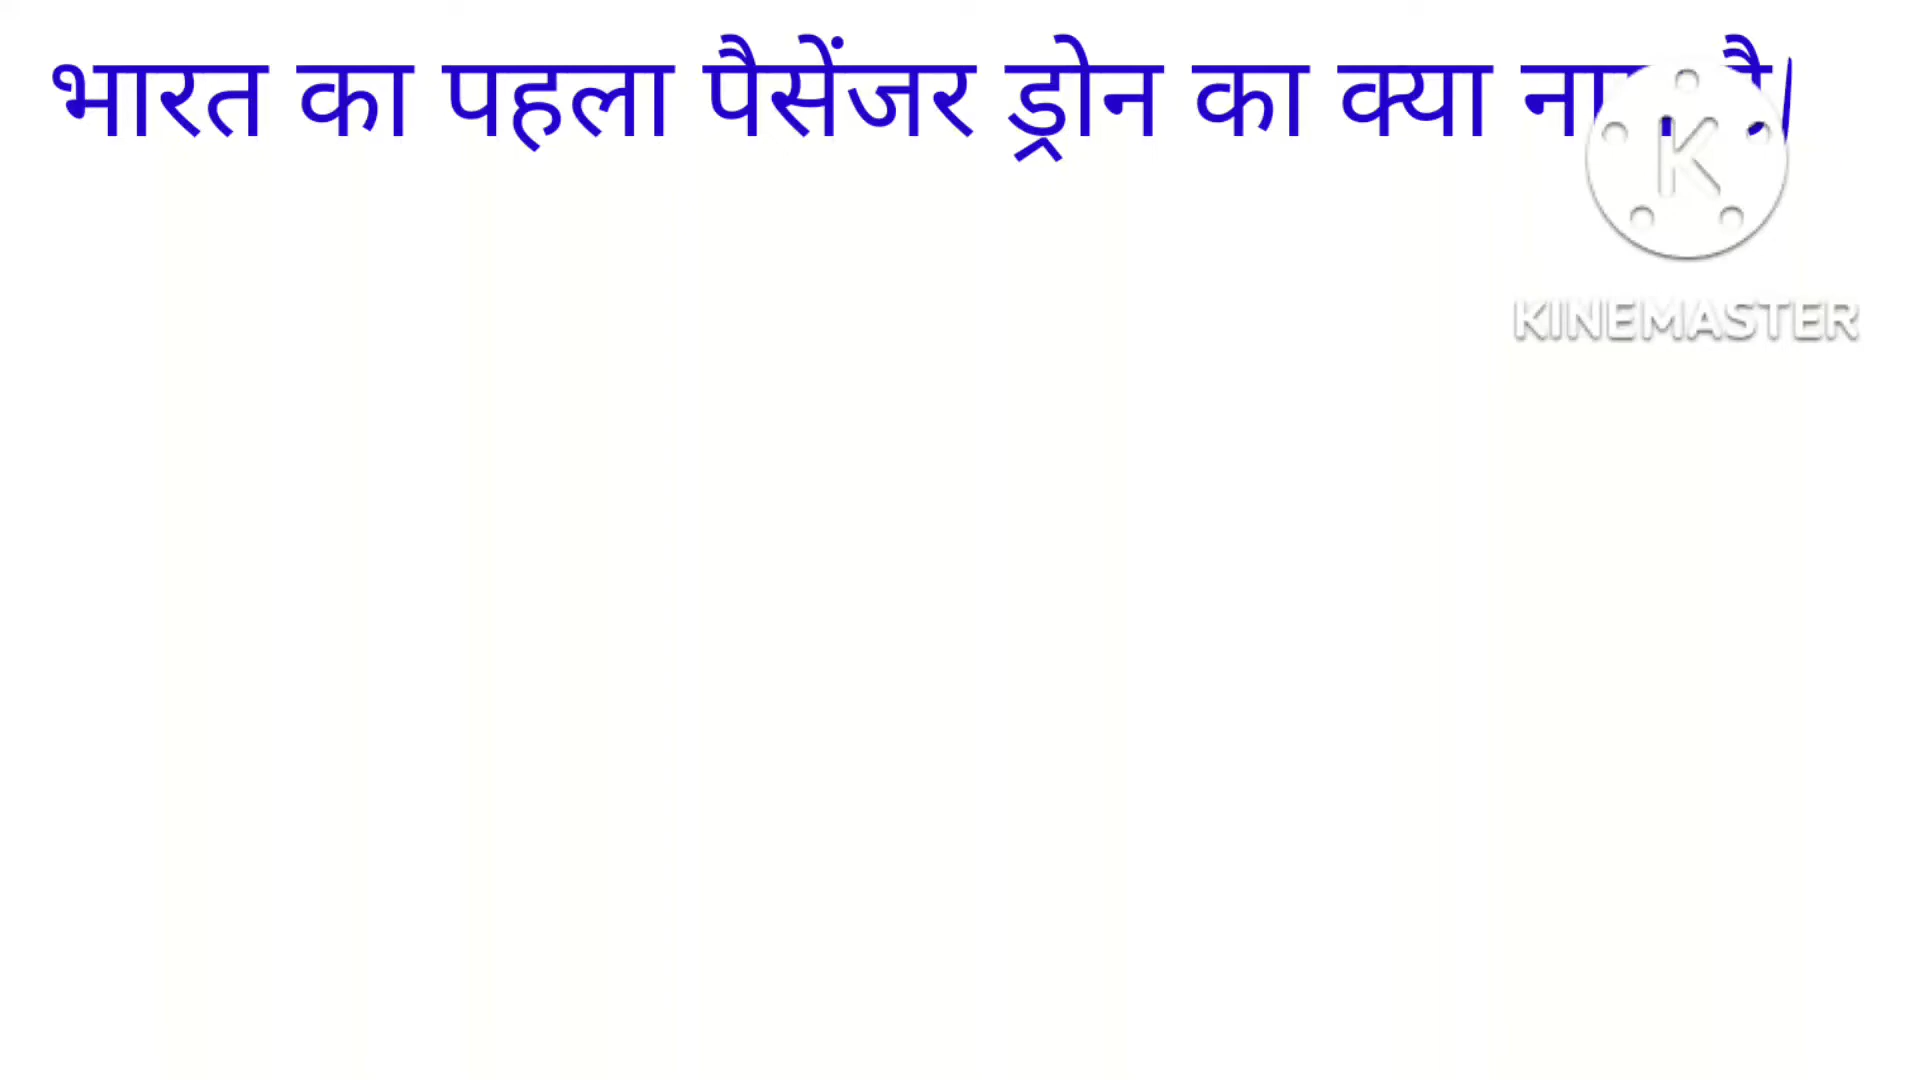 भारत का पहला पैसेंजर ड्रोन का क्या नाम है।
K
KINEMASTER